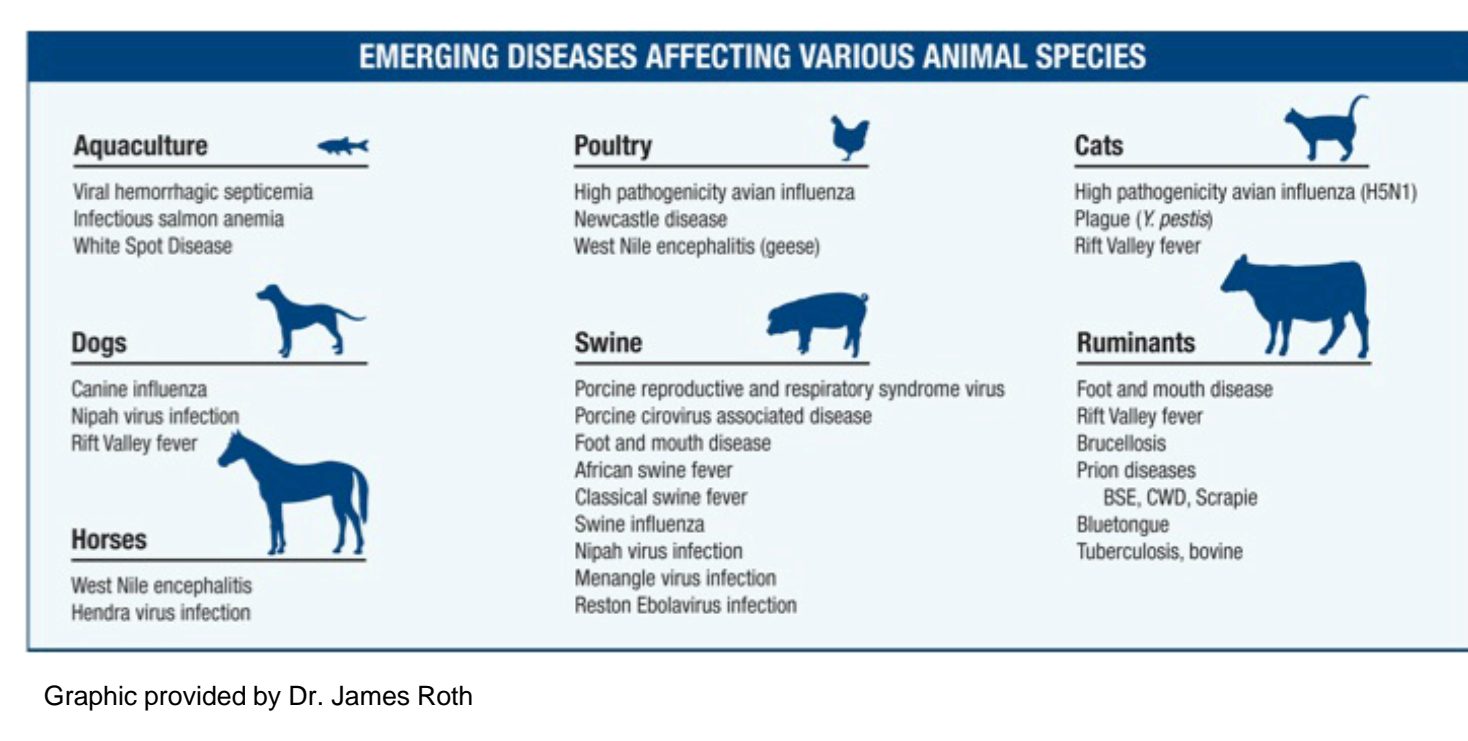 EMERGING DISEASES AFFECTING VARIOUS ANIMAL SPECIES
Aquaculture
Viral hemorrhagic septicemia
Infectious salmon anemia
White Spot Disease
Poultry
High pathogenicity avian influenza
Newcastle disease
West Nile encephalitis (geese)
Cats
High pathogenicity avian influenza (H5N1)
Plague (Y. pestis)
Rift Valley fever
Dogs
Canine influenza
Nipah virus infection
Rift Valley fever
Swine
Porcine reproductive and respiratory syndrome virus
Porcine cirovirus associated disease
Foot and mouth disease
African swine fever
Classical swine fever
Swine influenza
Nipah virus infection
Menangle virus infection
Reston Ebolavirus infection
Ruminants
Foot and mouth disease
Rift Valley fever
Brucellosis
Prion diseases
BSE, CWD, Scrapie
Bluetongue
Tuberculosis, bovine
Horses
West Nile encephalitis
Hendra virus infection
Graphic provided by Dr. James Roth